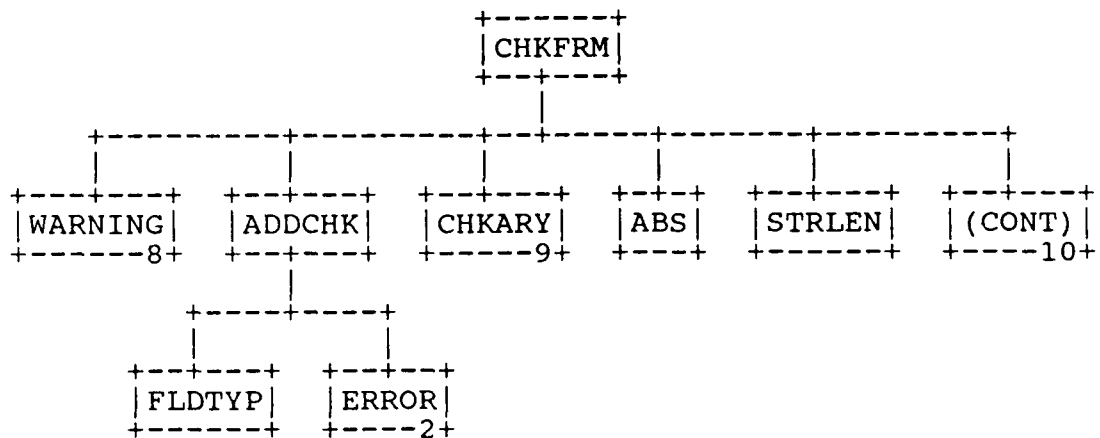 CHKFRM
WARNING ADDCHK CHKARY ABS STRLEN (CONT)
8 9 10
FLDTYP ERROR
2